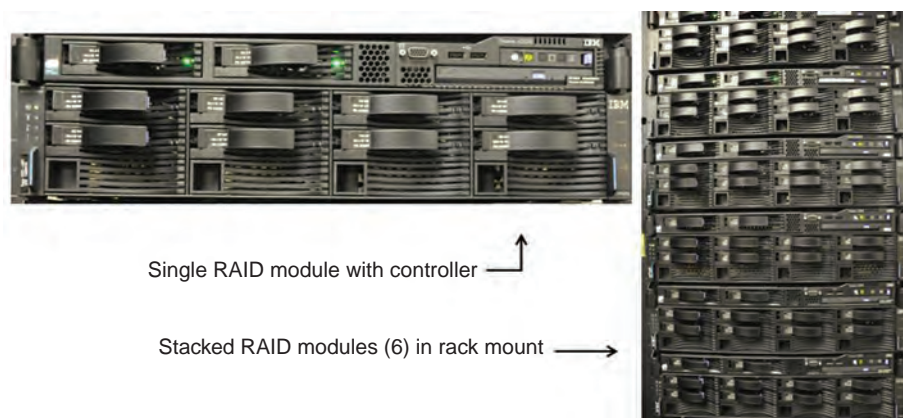 IBM
IBM
Single RAID module with controller
Stacked RAID modules (6) in rack mount